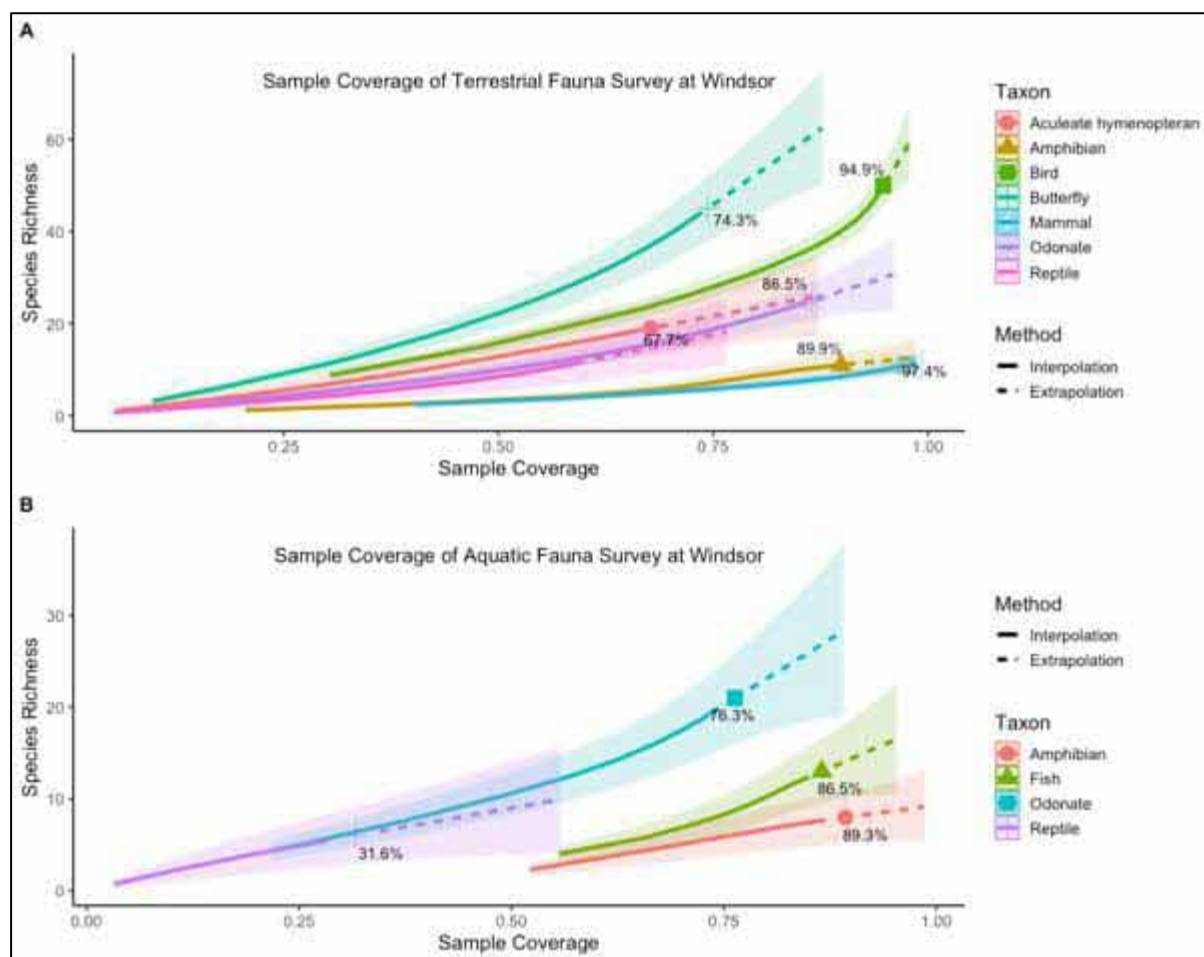 A
Sample Coverage of Terrestrial Fauna Survey at Windsor
Species Richness
60
40
20
0
94.9%
74.3%
86.5%
67.7%
89.9%
97.4%
0.25
0.50
0.75
1.00
Sample Coverage
Taxon
Aculeate hymenopteran
Amphibian
Bird
Butterfly
Mammal
Odonate
Reptile
Method
Interpolation
Extrapolation
B
Sample Coverage of Aquatic Fauna Survey at Windsor
Species Richness
30
20
10
0
76.3%
86.5%
89.3%
31.6%
0.00
0.25
0.50
0.75
1.00
Sample Coverage
Method
Interpolation
Extrapolation
Taxon
Amphibian
Fish
Odonate
Reptile